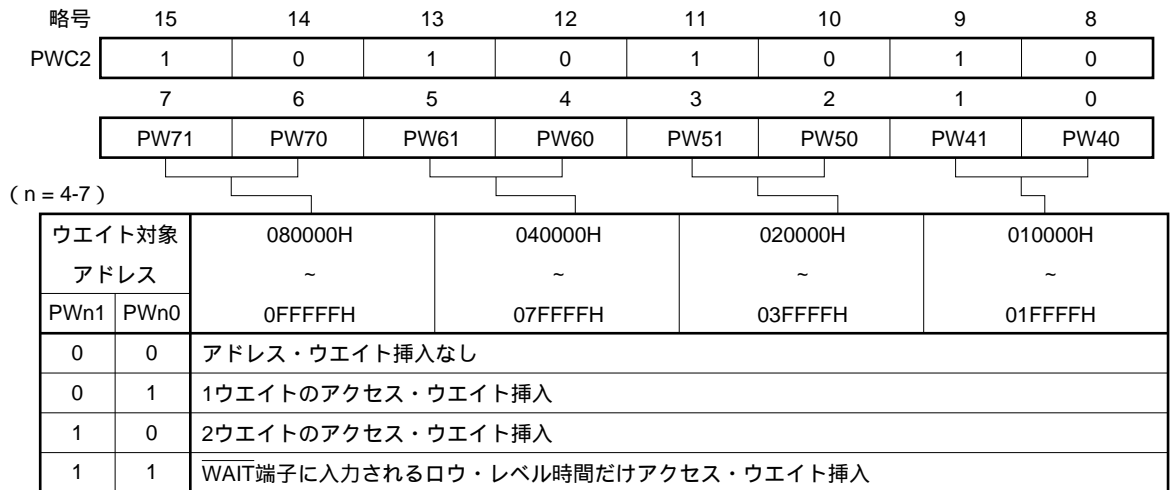 略号 15 14 13 12 11 10 9 8
PWC2 1 0 1 0 1 0 1 0
7 6 5 4 3 2 1 0
PW71 PW70 PW61 PW60 PW51 PW50 PW41 PW40
（n = 4-7）
ウエイト対象 080000H 040000H 020000H 010000H
アドレス ~ ~ ~ ~
PWn1 PWn0 0FFFFFH 07FFFFH 03FFFFH 01FFFFH
0 0 アドレス・ウエイト挿入なし
0 1 1ウエイトのアクセス・ウエイト挿入
1 0 2ウエイトのアクセス・ウエイト挿入
1 1 WAIT端子に入力されるロウ・レベル時間だけアクセス・ウエイト挿入